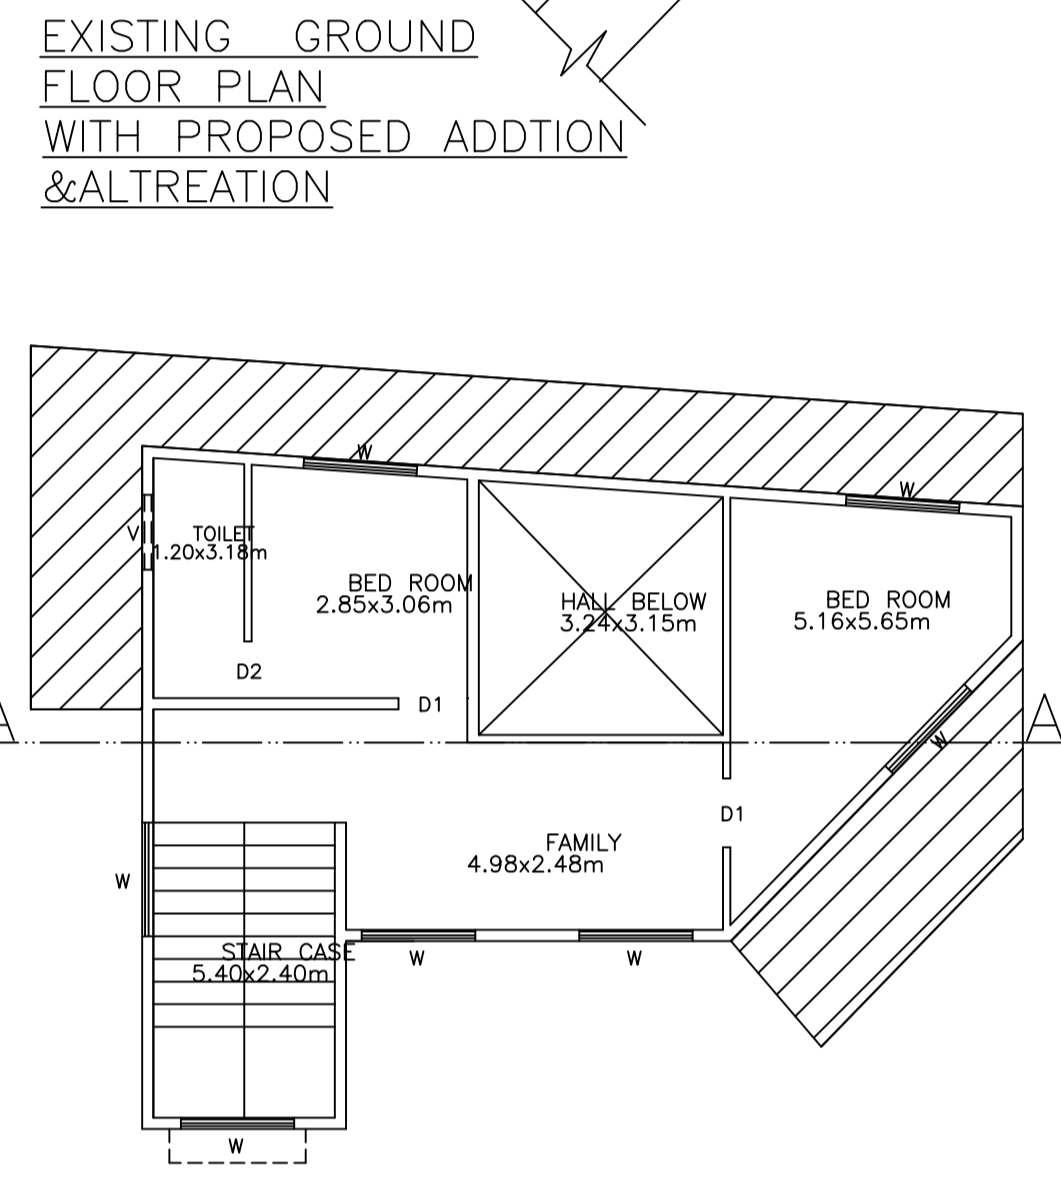 EXISTING GROUND
FLOOR PLAN
WITH PROPOSED ADDTION
&ALTREATION
W
W
V
TOILET
1.20x3.18m
BED ROOM
2.85x3.06m
HALL BELOW
3.24x3.15m
BED ROOM
5.16x5.65m
D2
D1
A
A
W
D1
FAMILY
4.98x2.48m
W
STAIR CASE
5.40x2.40m
W
W
W